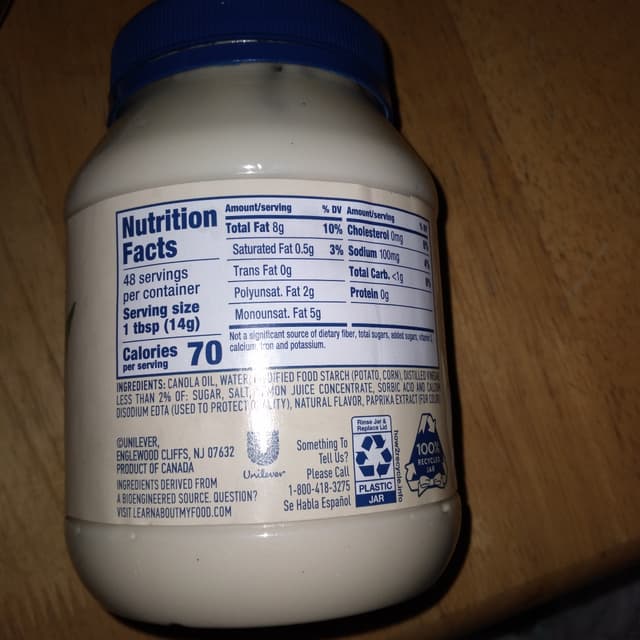 Nutrition
Facts
48 servings
per container
Serving size
1 tbsp (14g)
Calories 70
per serving
Amount/serving % DV
Total Fat 8g 10%
Saturated Fat 0.5g 3%
Trans Fat 0g
Polyunsat. Fat 2g
Monounsat. Fat 5g
Amount/serving
Cholesterol 0mg
Sodium 100mg
Total Carb. <1g
Protein 0g
Not a significant source of dietary fiber, total sugars, added sugars,
calcium, iron and potassium.
INGREDIENTS: CANOLA OIL, WATER, FOOD STARCH (POTATO, CORN), DISTILLED
LESS THAN 2% OF: SUGAR, SALT, JUICE CONCENTRATE, SORBIC ACID AND
DISODIUM EDTA (USED TO PROTECT NATURAL FLAVOR, PAPRIKA EXTRACT (FOR
©UNILEVER,
ENGLEWOOD CLIFFS, NJ 07632
PRODUCT OF CANADA
INGREDIENTS DERIVED FROM
A BIOENGINEERED SOURCE. QUESTION?
VISIT LEARNABOUTMYFOOD.COM
Unilever
Something To
Tell Us?
Please Call
1-800-418-3275
Se Habla Español
Rinse Jar &
Replace Lid
PLASTIC
JAR
how2recycle.info
100%
RECYCLED
JAR